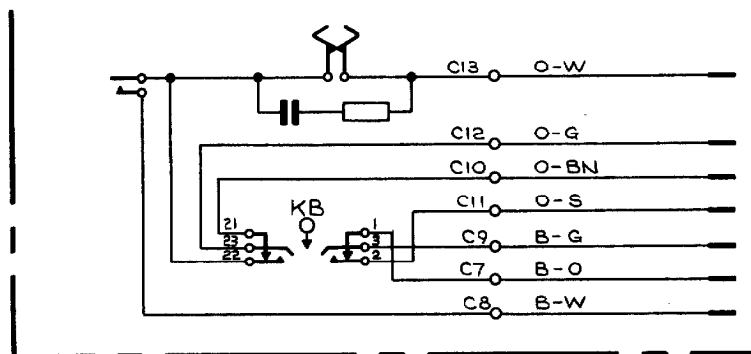 C13 O-W
C12 O-G
C10 O-BN
C11 O-S
KB
21 1
23 3
22 2
C9 B-G
C7 B-O
C8 B-W